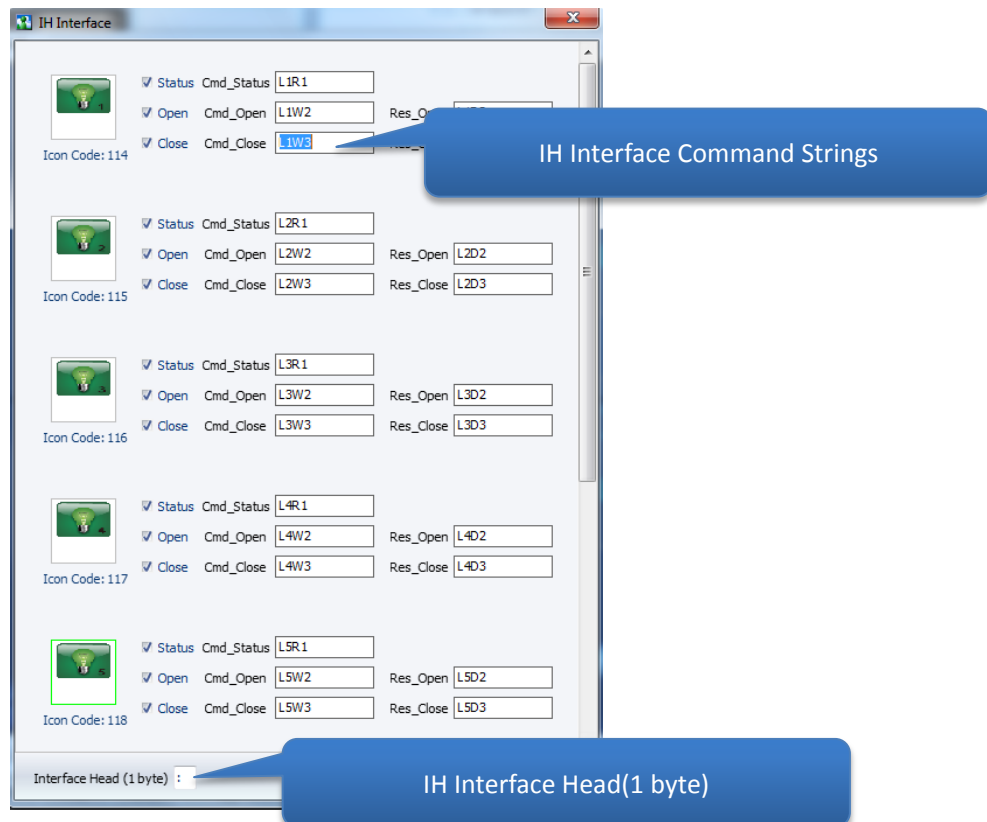 IH Interface
Status Cmd_Status L1R1
Open Cmd_Open L1W2
Close Cmd_Close L1W3
Icon Code: 114
IH Interface Command Strings
Status Cmd_Status L2R1
Open Cmd_Open L2W2 Res_Open L2D2
Close Cmd_Close L2W3 Res_Close L2D3
Icon Code: 115
Status Cmd_Status L3R1
Open Cmd_Open L3W2 Res_Open L3D2
Close Cmd_Close L3W3 Res_Close L3D3
Icon Code: 116
Status Cmd_Status L4R1
Open Cmd_Open L4W2 Res_Open L4D2
Close Cmd_Close L4W3 Res_Close L4D3
Icon Code: 117
Status Cmd_Status L5R1
Open Cmd_Open L5W2 Res_Open L5D2
Close Cmd_Close L5W3 Res_Close L5D3
Icon Code: 118
Interface Head (1 byte) :
IH Interface Head(1 byte)